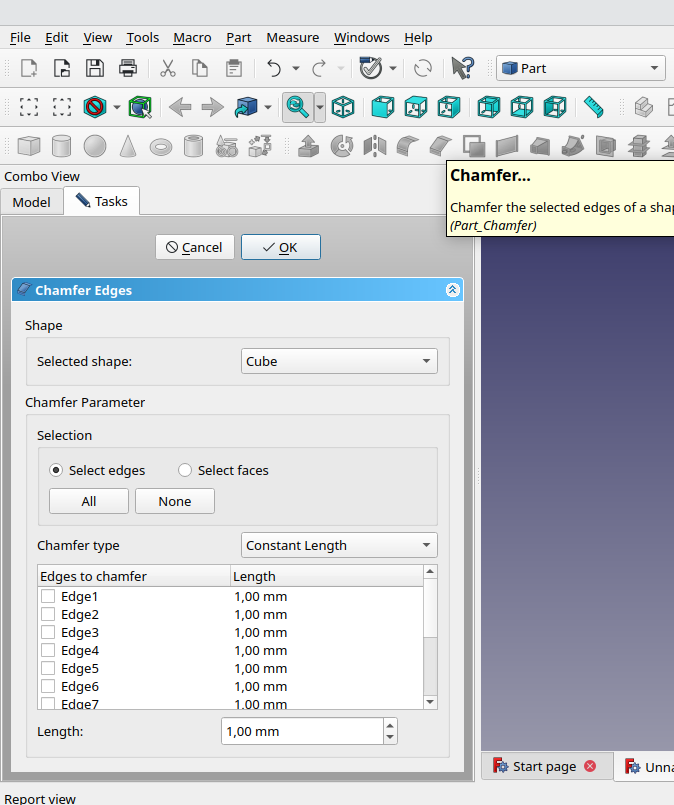 File Edit View Tools Macro Part Measure Windows Help
Part
Combo View
Model Tasks
Chamfer...
Chamfer the selected edges of a shap
(Part_Chamfer)
Cancel OK
Chamfer Edges
Shape
Selected shape: Cube
Chamfer Parameter
Selection
Select edges Select faces
All None
Chamfer type Constant Length
Edges to chamfer Length
Edge1 1,00 mm
Edge2 1,00 mm
Edge3 1,00 mm
Edge4 1,00 mm
Edge5 1,00 mm
Edge6 1,00 mm
Edge7 1,00 mm
Length: 1,00 mm
Start page Unna
Report view